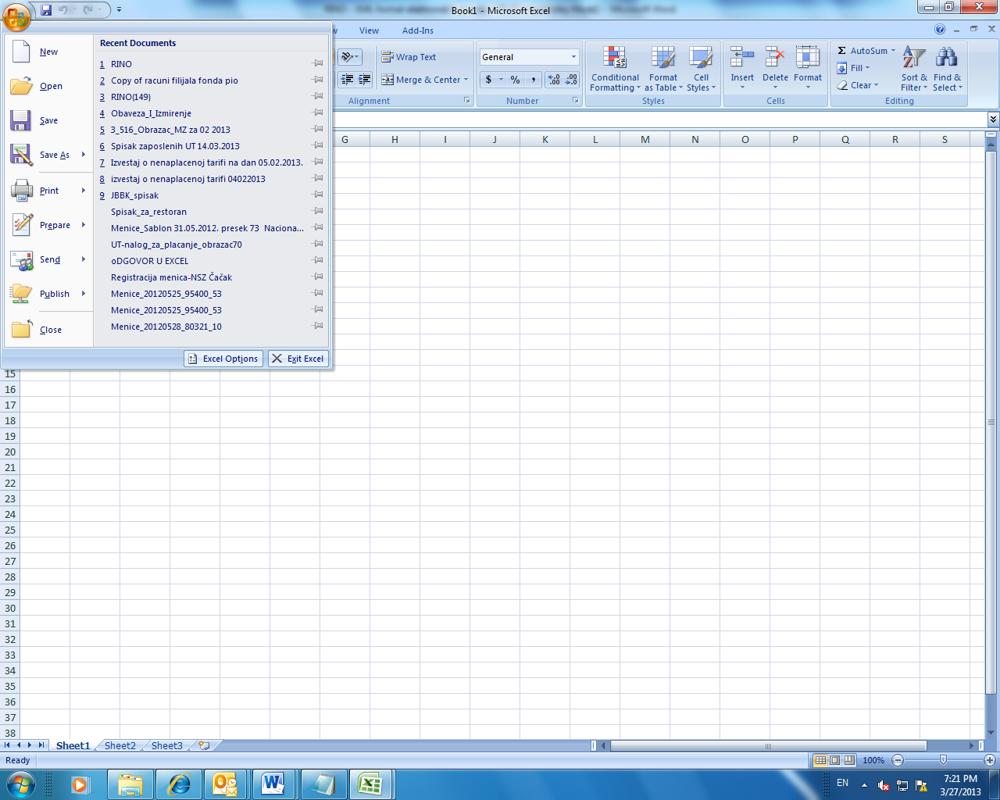 Book1 - Microsoft Excel
View Add-Ins
New
Open
Save
Save As
Print
Prepare
Send
Publish
Close
Recent Documents
1 RINO
2 Copy of racuni filijala fonda pio
3 RINO(149)
4 Obaveza_I_Izmirenje
5 3_516_Obrazac_MZ za 02 2013
6 Spisak zaposlenih UT 14.03.2013
7 Izvestaj o nenaplacenoj tarifi na dan 05.02.2013.
8 izvestaj o nenaplacenoj tarifi 04022013
9 JBBK_spisak
Spisak_za_restoran
Menice_Sablon 31.05.2012. presek 73 Naciona...
UT-nalog_za_placanje_obrazac70
oDGOVOR U EXCEL
Registracija menica-NSZ Čačak
Menice_20120525_95400_53
Menice_20120525_95400_53
Menice_20120528_80321_10
Excel Options Exit Excel
Wrap Text
Merge & Center
Alignment
General
$ % ,
Number
Conditional Formatting
Format as Table
Cell Styles
Styles
Insert Delete Format
Cells
Σ AutoSum
Fill
Clear
Sort & Filter
Find & Select
Editing
G H I J K L M N O P Q R S
15
16
17
18
19
20
21
22
23
24
25
26
27
28
29
30
31
32
33
34
35
36
37
38
Sheet1 Sheet2 Sheet3
Ready 100%
EN
7:21 PM
3/27/2013